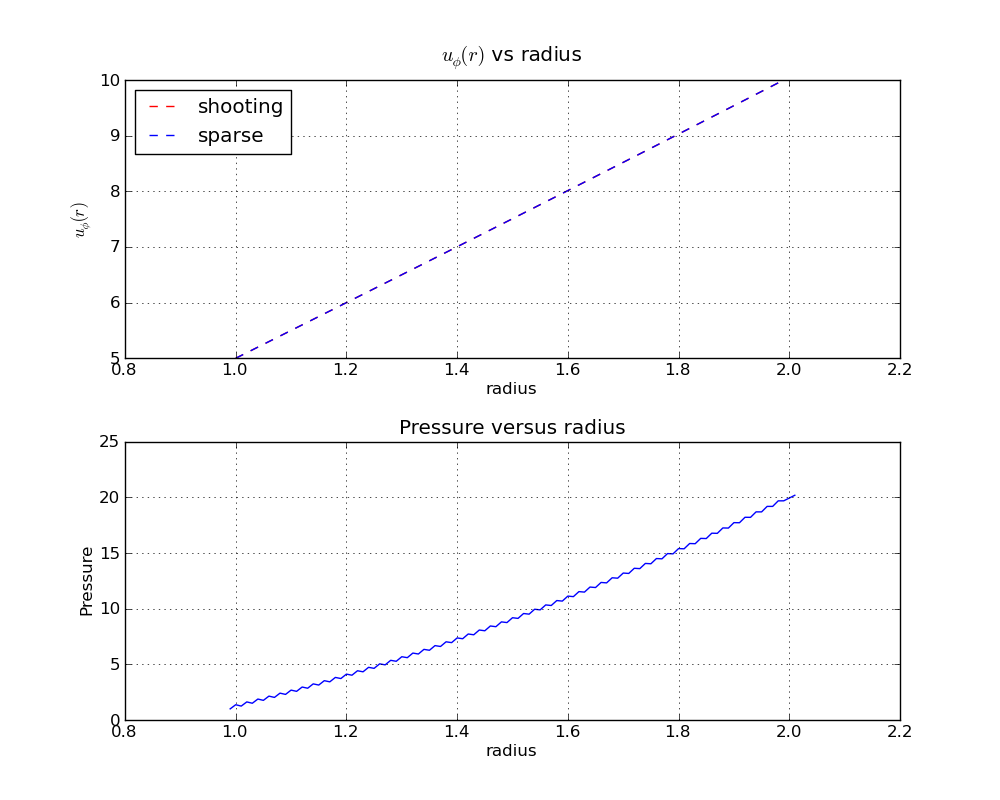 u_ϕ(r) vs radius
10
9
8
7
6
5
shooting
sparse
u_ϕ(r)
0.8 1.0 1.2 1.4 1.6 1.8 2.0 2.2
radius
Pressure versus radius
25
20
15
10
5
0
Pressure
0.8 1.0 1.2 1.4 1.6 1.8 2.0 2.2
radius